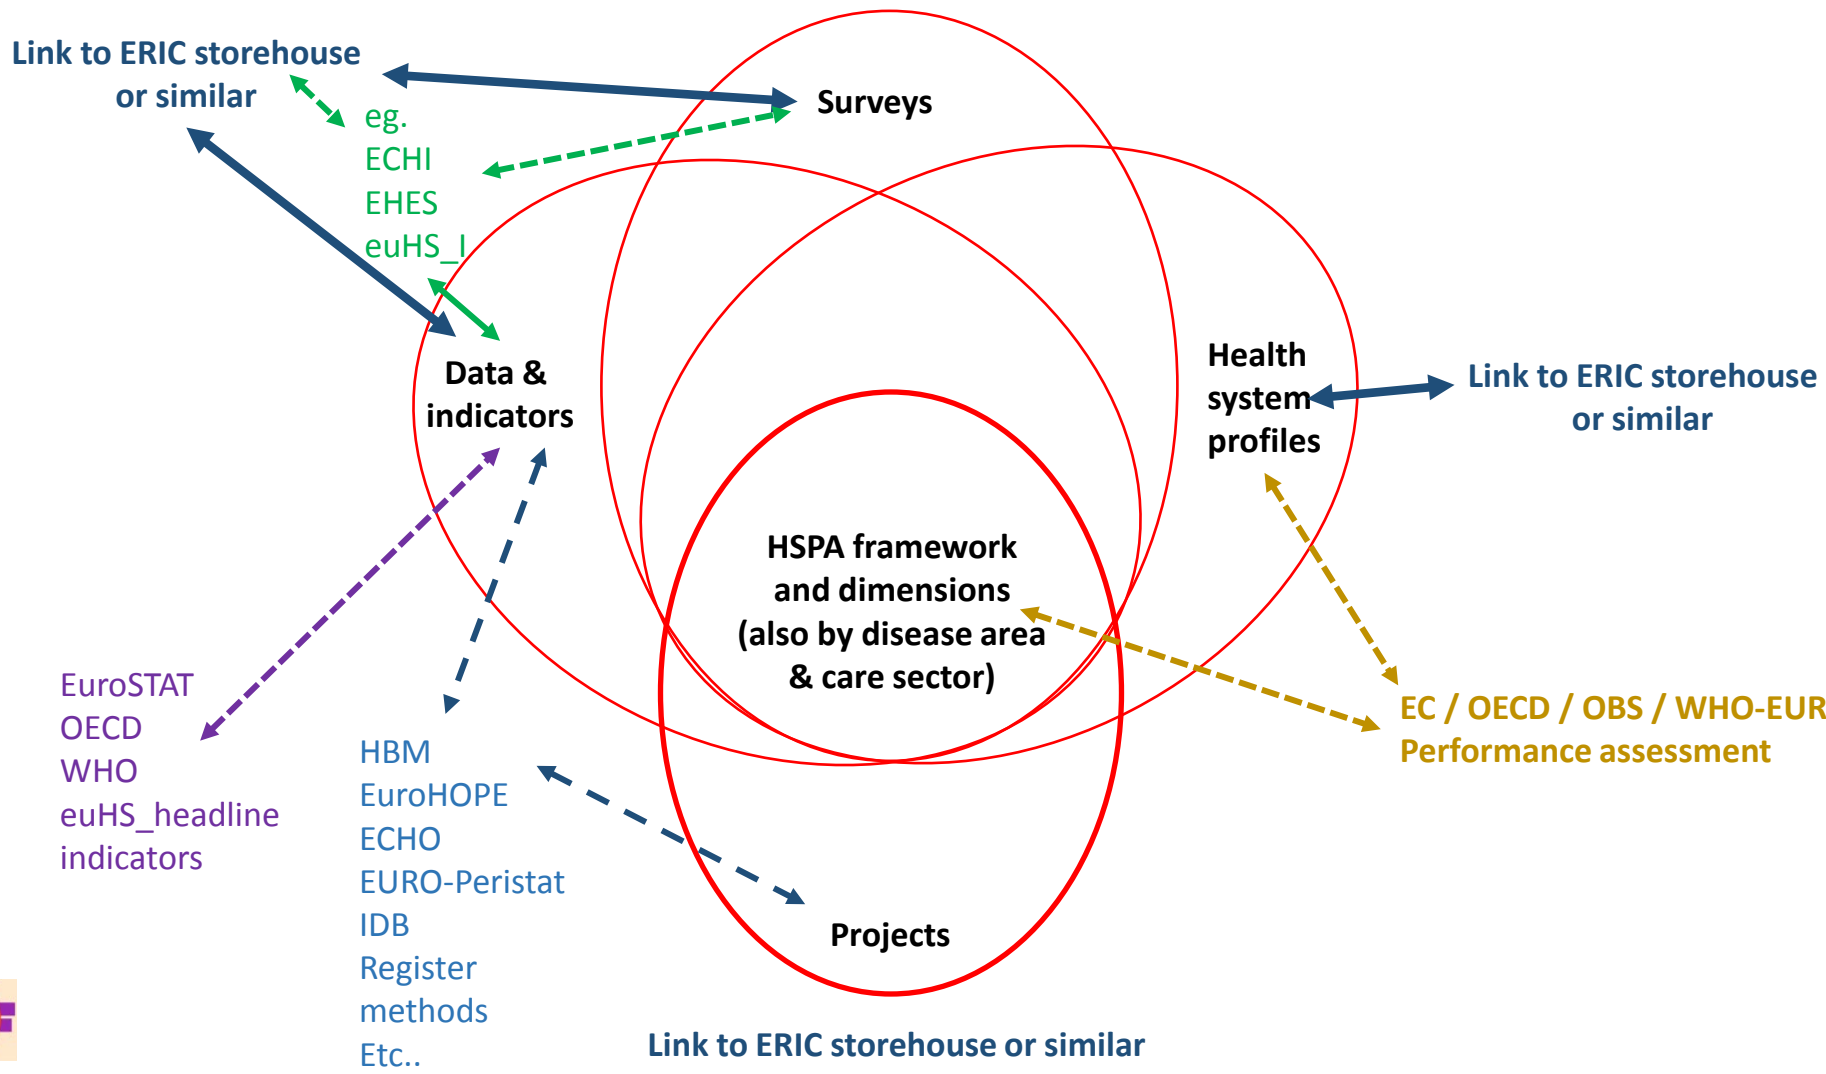 Link to ERIC storehouse
or similar
eg.
ECHI
EHES
euHS_I
Surveys
Data &
indicators
Health
system
profiles
Link to ERIC storehouse
or similar
HSPA framework
and dimensions
(also by disease area
& care sector)
EuroSTAT
OECD
WHO
euHS_headline
indicators
HBM
EuroHOPE
ECHO
EURO-Peristat
IDB
Register
methods
Etc..
EC / OECD / OBS / WHO-EUR
Performance assessment
Projects
Link to ERIC storehouse or similar